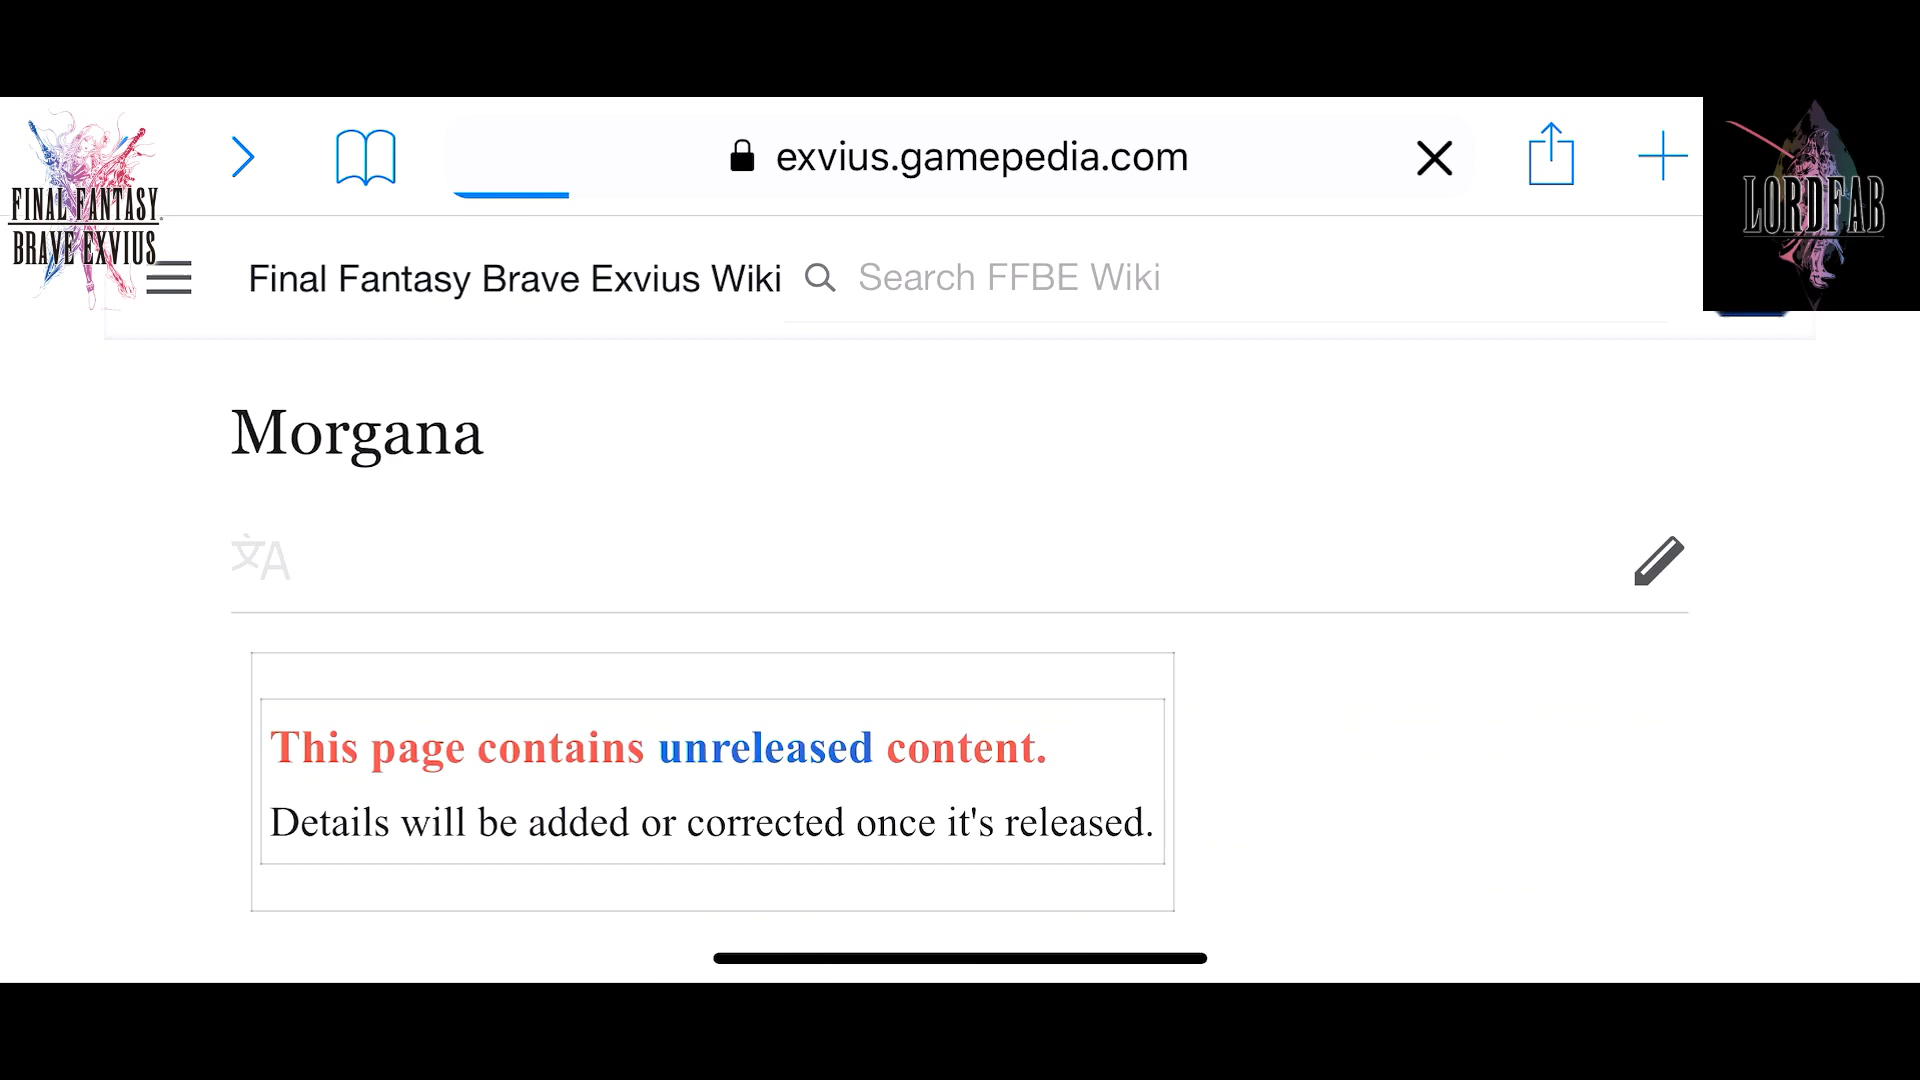 exvius.gamepedia.com
FINAL FANTASY
BRAVE EXVIUS
LORDFAB
Final Fantasy Brave Exvius Wiki
Search FFBE Wiki
Morgana
文A
This page contains unreleased content.
Details will be added or corrected once it's released.